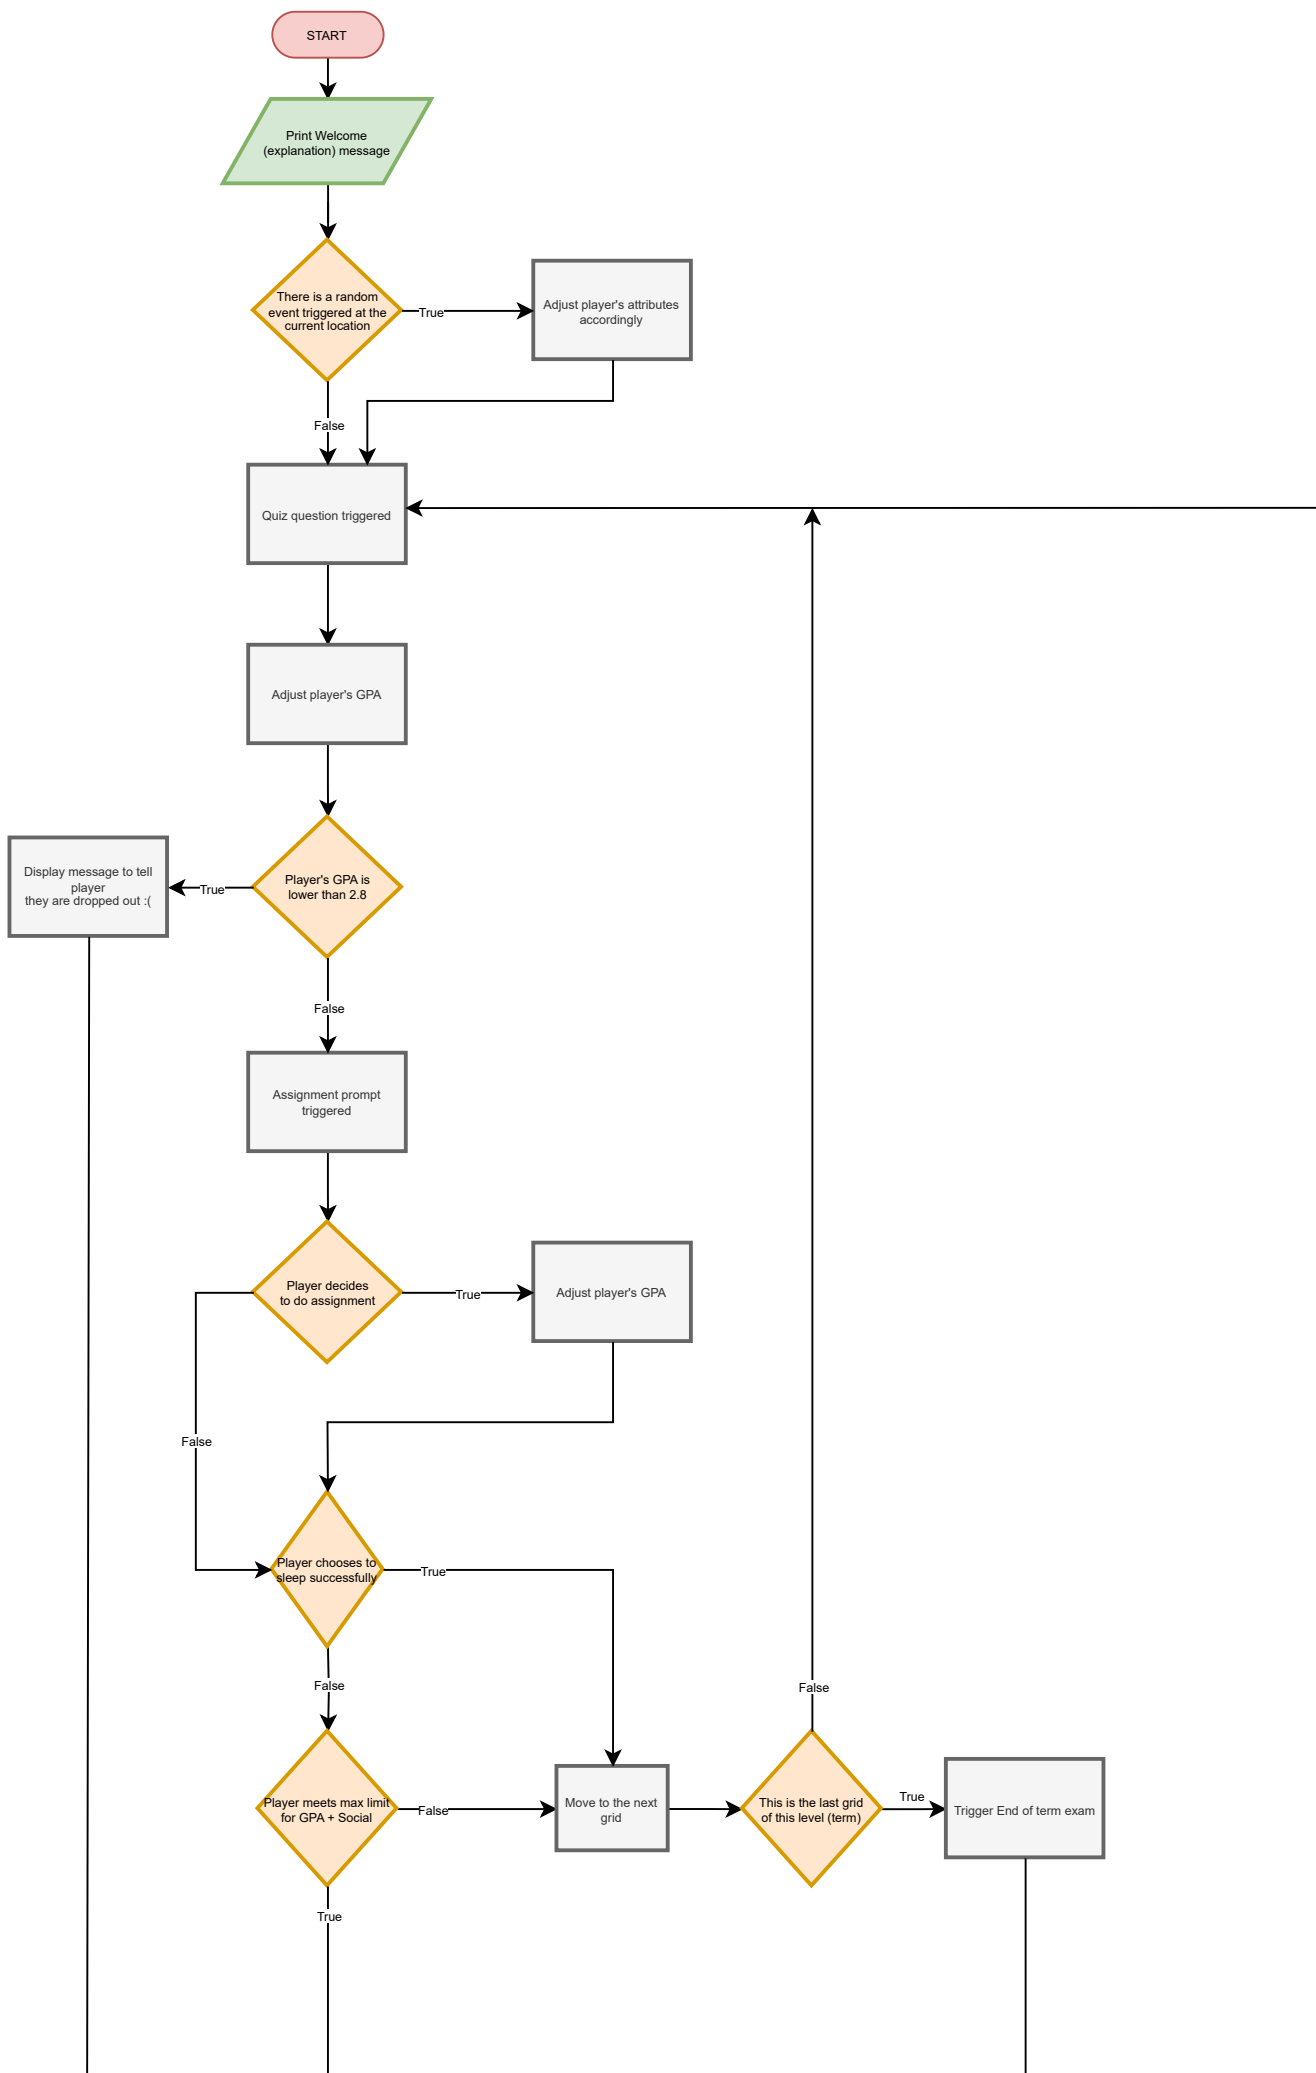 START
Print Welcome
(explanation) message
There is a random
event triggered at the
current location
True
Adjust player's attributes
accordingly
False
Quiz question triggered
Adjust player's GPA
Display message to tell
player
they are dropped out :(
True
Player's GPA is
lower than 2.8
False
Assignment prompt
triggered
Player decides
to do assignment
True
Adjust player's GPA
False
Player chooses to
sleep successfully
True
False
False
Player meets max limit
for GPA + Social
False
Move to the next
grid
This is the last grid
of this level (term)
True
Trigger End of term exam
True